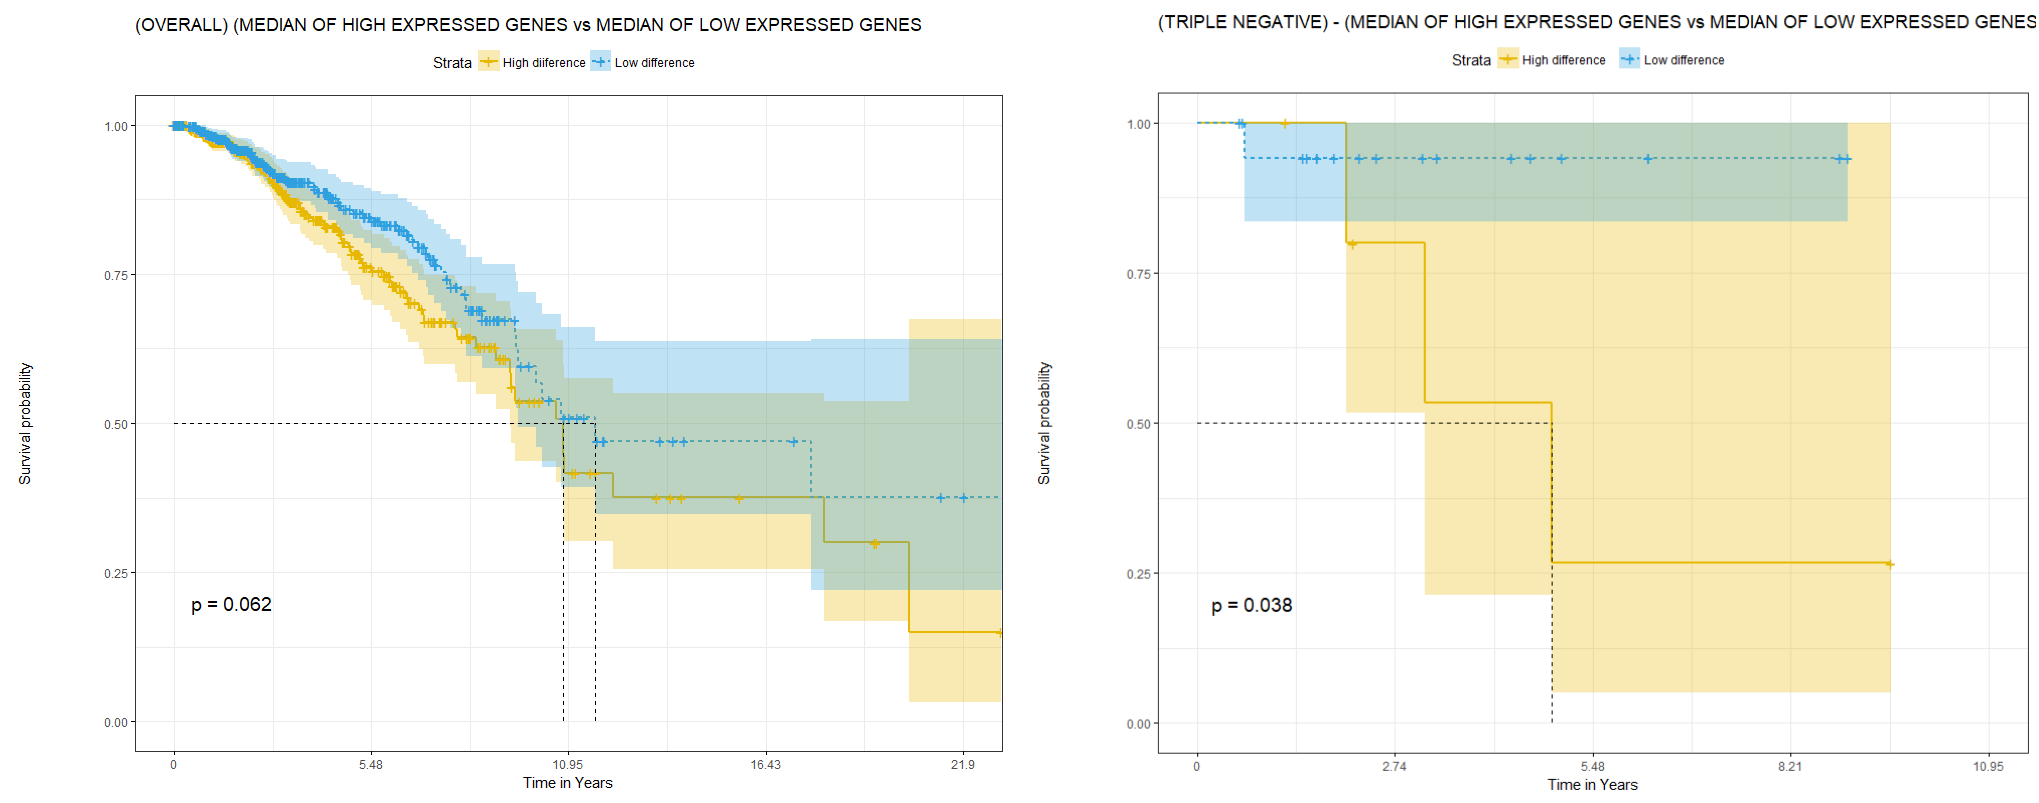 (OVERALL) (MEDIAN OF HIGH EXPRESSED GENES vs MEDIAN OF LOW EXPRESSED GENES
Strata High diifference Low difference
1.00
0.75
0.50
0.25
0.00
Survival probability
p = 0.062
0 5.48 10.95 16.43 21.9
Time in Years
(TRIPLE NEGATIVE) - (MEDIAN OF HIGH EXPRESSED GENES vs MEDIAN OF LOW EXPRESSED GENES
Strata High difference Low difference
1.00
0.75
0.50
0.25
0.00
Survival probability
p = 0.038
0 2.74 5.48 8.21 10.95
Time in Years